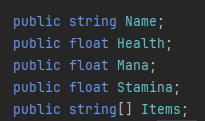 public string Name;
public float Health;
public float Mana;
public float Stamina;
public string[] Items;